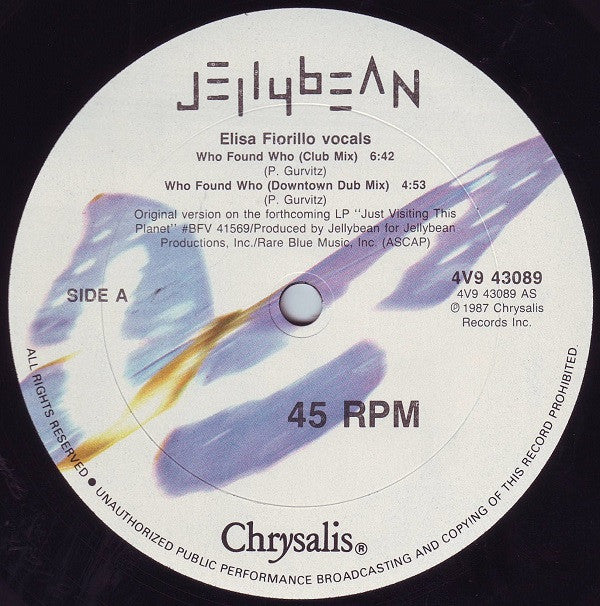 JELLYBEAN
Elisa Fiorillo vocals
Who Found Who (Club Mix) 6:42
(P. Gurvitz)
Who Found Who (Downtown Dub Mix) 4:53
(P. Gurvitz)
Original version on the forthcoming LP "Just Visiting This
Planet" #BFV 41569/Produced by Jellybean for Jellybean
Productions, Inc./Rare Blue Music, Inc. (ASCAP)
SIDE A
4V9 43089
4V9 43089 AS
℗ 1987 Chrysalis
Records Inc.
45 RPM
Chrysalis®
ALL RIGHTS RESERVED ● UNAUTHORIZED PUBLIC PERFORMANCE BROADCASTING AND COPYING OF THIS RECORD PROHIBITED.